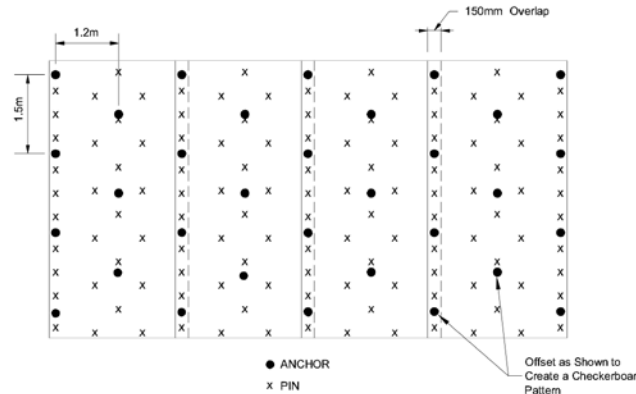 150mm Overlap
1.2m
1.5m
ANCHOR
x PIN
Offset as Shown to
Create a Checkerboar
Pattern